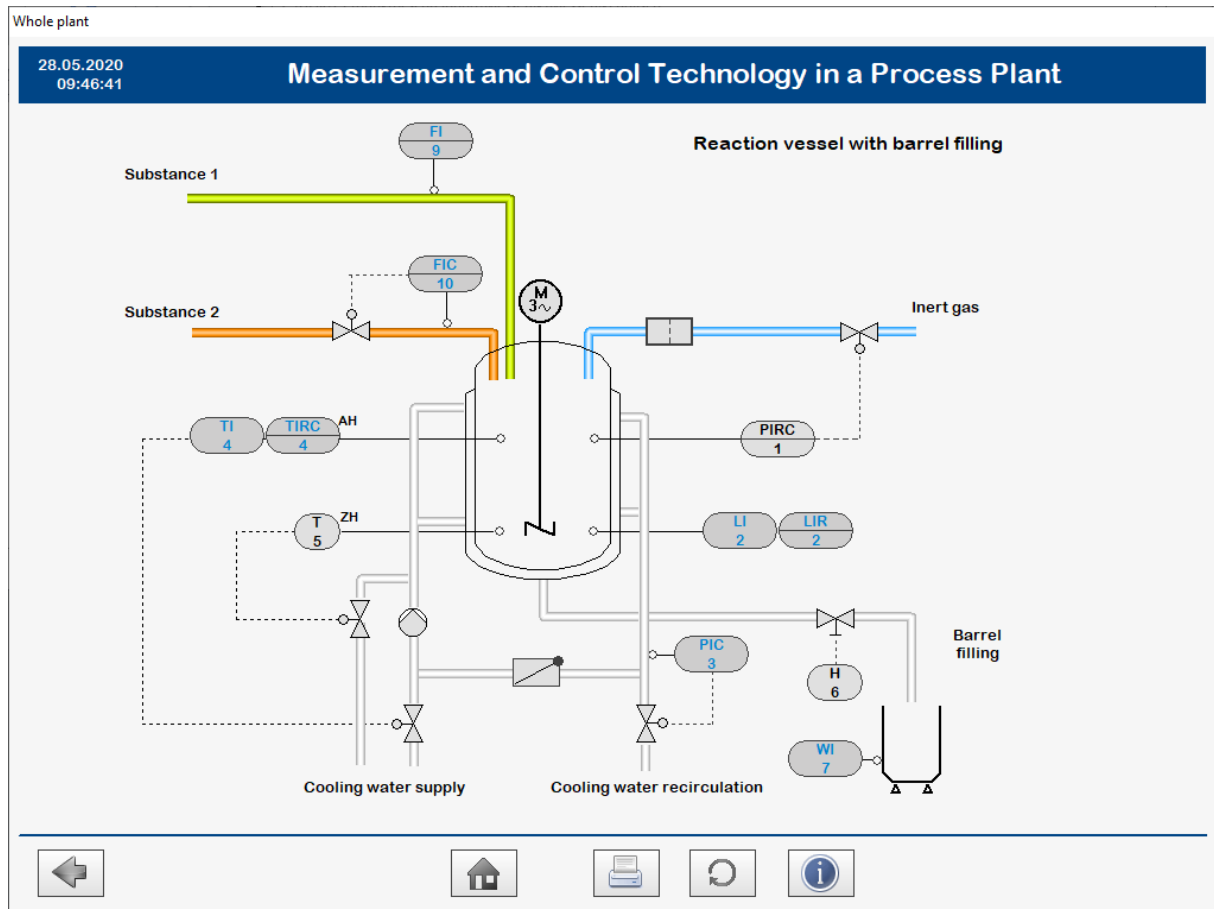 Whole plant
28.05.2020
09:46:41
Measurement and Control Technology in a Process Plant
FI
9
Reaction vessel with barrel filling
Substance 1
FIC
10
M
3∿
Substance 2
Inert gas
TI
4
TIRC
4
AH
PIRC
1
T
5
ZH
LI
2
LIR
2
PIC
3
Barrel
filling
H
6
WI
7
Cooling water supply
Cooling water recirculation
i